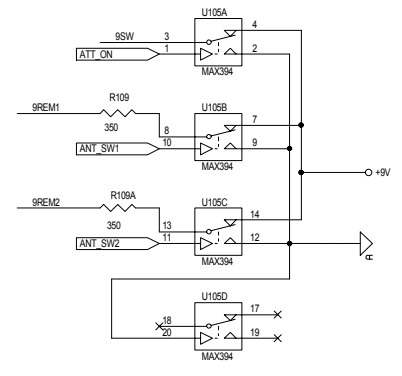 U105A
9SW 3 4
ATT_ON 1 2
MAX394
R109
9REM1 U105B
350 7
8
ANT_SW1 10 9
MAX394
+9V
R109A
9REM2 U105C
350 14
13
ANT_SW2 11 12
MAX394
U105D
17
18
20 19
MAX394